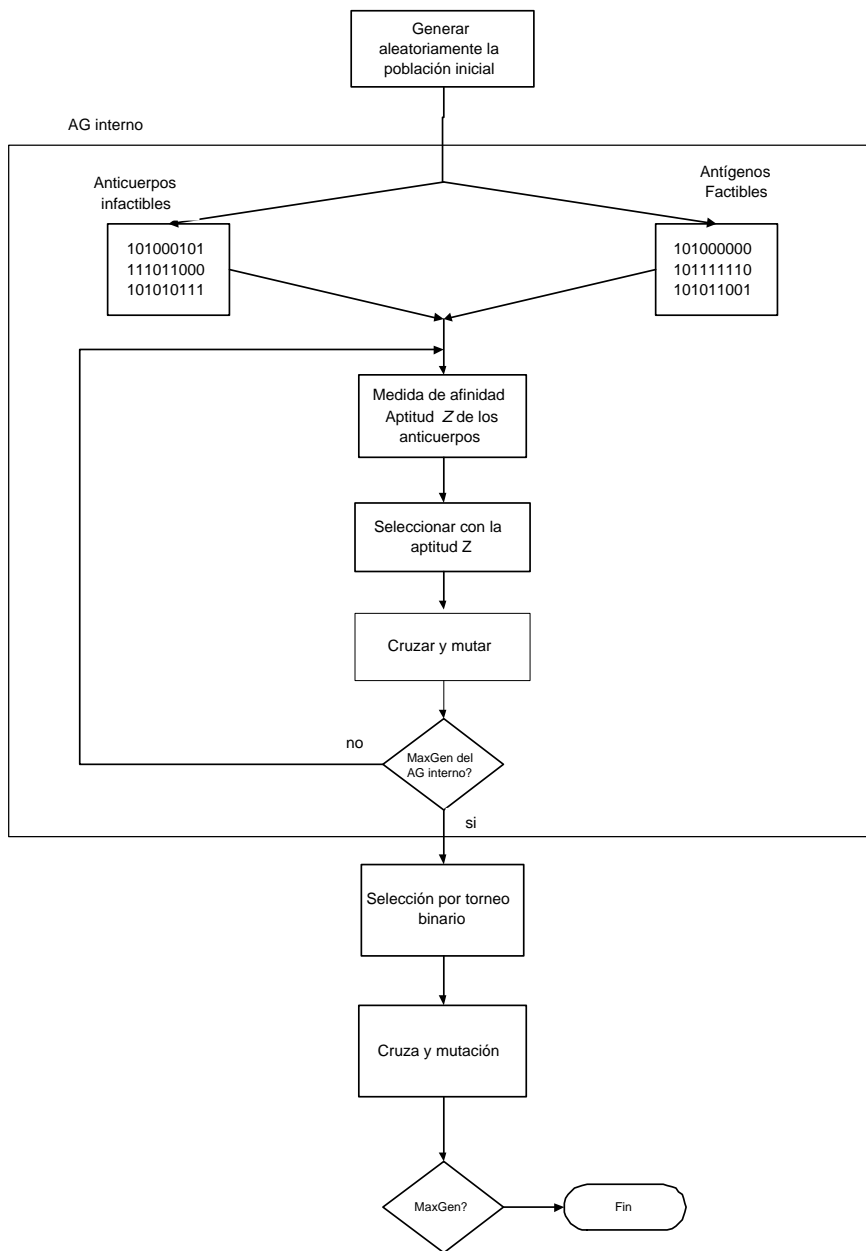 Generar
aleatoriamente la
población inicial
AG interno
Anticuerpos
infactibles
Antígenos
Factibles
101000101
111011000
101010111
101000000
101111110
101011001
Medida de afinidad
Aptitud Z de los
anticuerpos
Seleccionar con la
aptitud Z
Cruzar y mutar
no
MaxGen del
AG interno?
si
Selección por torneo
binario
Cruza y mutación
MaxGen?
Fin